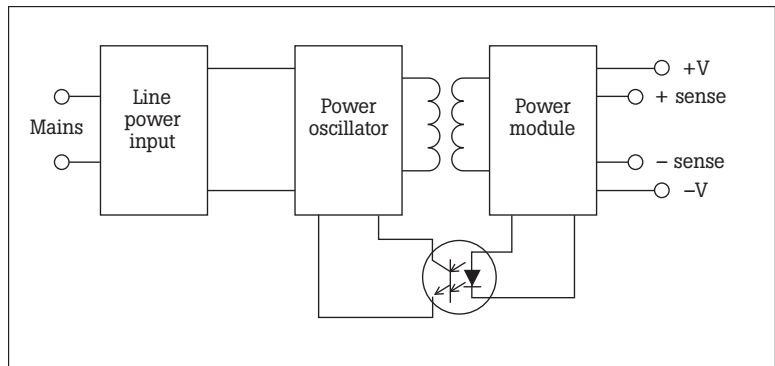 Mains
Line
power
input
Power
oscillator
Power
module
+V
+ sense
– sense
–V